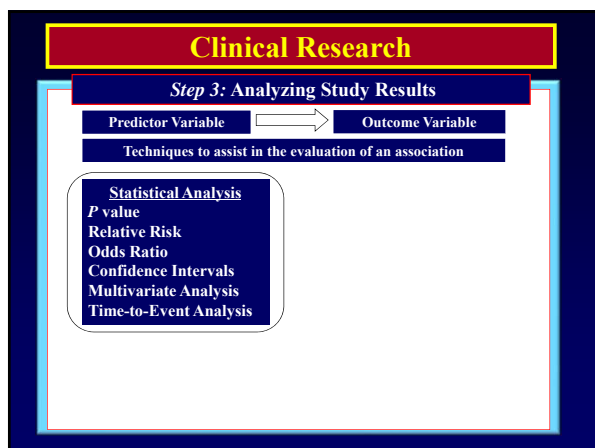 Clinical Research
Step 3: Analyzing Study Results
Predictor Variable
Outcome Variable
Techniques to assist in the evaluation of an association
Statistical Analysis
P value
Relative Risk
Odds Ratio
Confidence Intervals
Multivariate Analysis
Time-to-Event Analysis